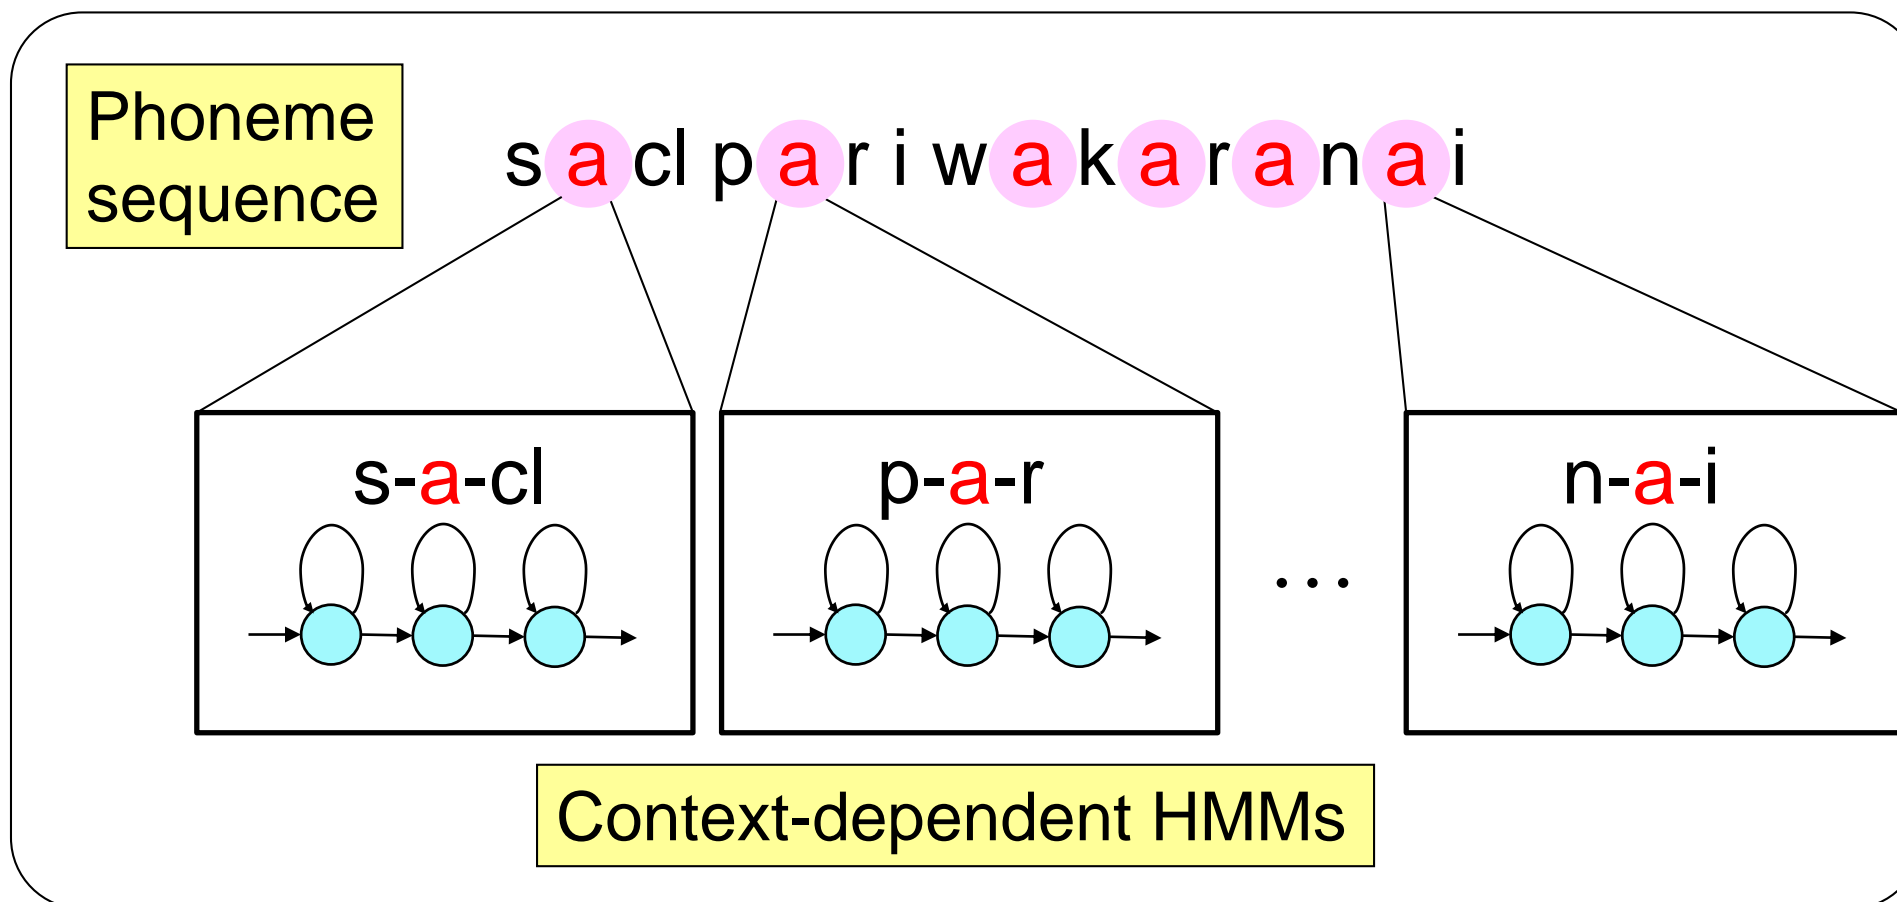 Phoneme
sequence
s a cl p a r i w a k a r a n a i
s-a-cl
p-a-r
...
n-a-i
Context-dependent HMMs